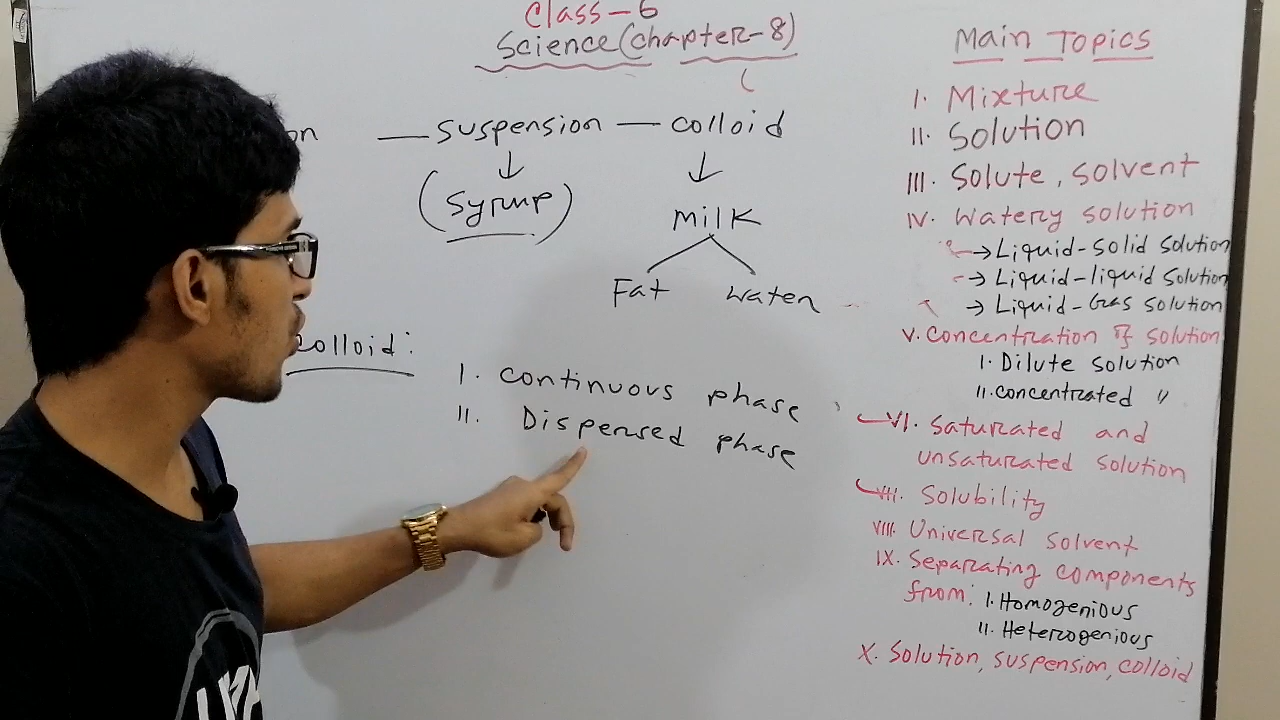 Class-6
Science (chapter-8)
on — suspension — colloid
(Syrup) Milk
Fat Water
colloid:
I. Continuous phase
II. Dispersed phase
Main Topics
I. Mixture
II. Solution
III. Solute, solvent
IV. Watery solution
→ Liquid-solid solution
→ Liquid-liquid solution
→ Liquid-Gas solution
V. Concentration of solution
I. Dilute solution
II. concentrated "
VI. Saturated and
unsaturated solution
VII. Solubility
VIII. Universal solvent
IX. Separating components
from: I. Homogenious
II. Heterogenious
X. Solution, suspension, colloid